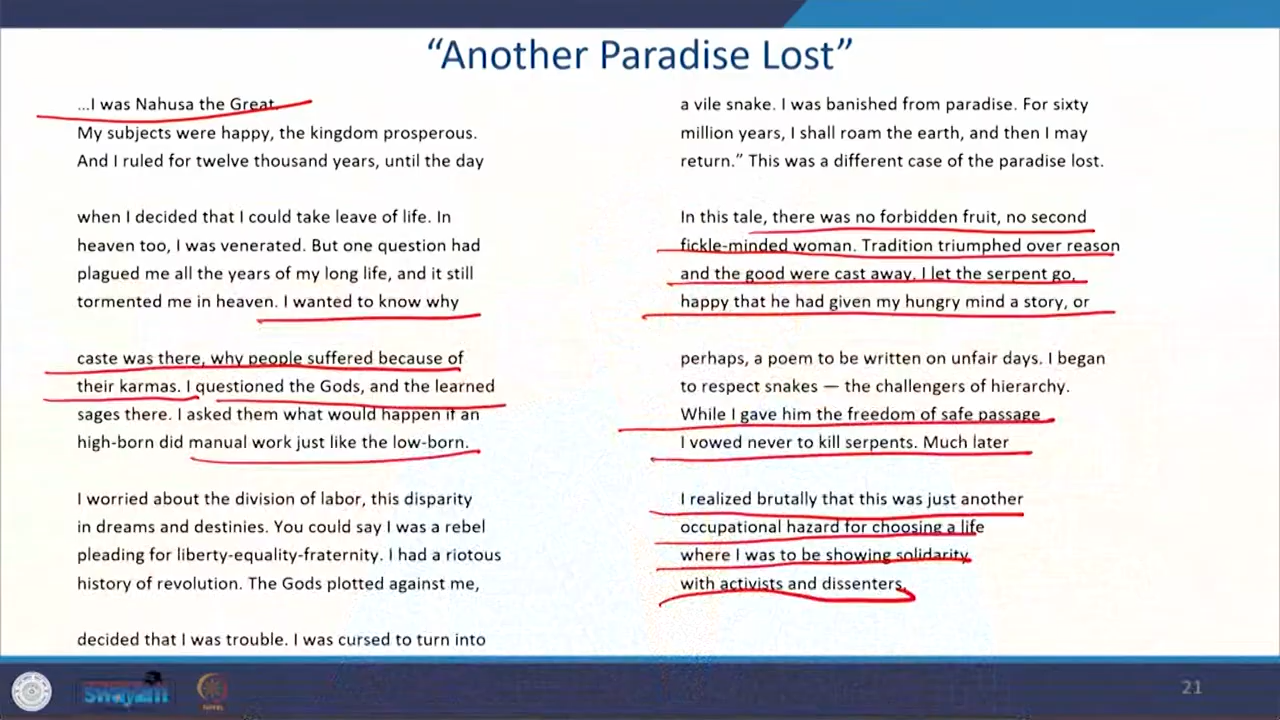 “Another Paradise Lost”
...I was Nahusa the Great.
My subjects were happy, the kingdom prosperous.
And I ruled for twelve thousand years, until the day
when I decided that I could take leave of life. In
heaven too, I was venerated. But one question had
plagued me all the years of my long life, and it still
tormented me in heaven. I wanted to know why
caste was there, why people suffered because of
their karmas. I questioned the Gods, and the learned
sages there. I asked them what would happen if an
high-born did manual work just like the low-born.
I worried about the division of labor, this disparity
in dreams and destinies. You could say I was a rebel
pleading for liberty-equality-fraternity. I had a riotous
history of revolution. The Gods plotted against me,
decided that I was trouble. I was cursed to turn into
a vile snake. I was banished from paradise. For sixty
million years, I shall roam the earth, and then I may
return.” This was a different case of the paradise lost.
In this tale, there was no forbidden fruit, no second
fickle-minded woman. Tradition triumphed over reason
and the good were cast away. I let the serpent go,
happy that he had given my hungry mind a story, or
perhaps, a poem to be written on unfair days. I began
to respect snakes — the challengers of hierarchy.
While I gave him the freedom of safe passage
I vowed never to kill serpents. Much later
I realized brutally that this was just another
occupational hazard for choosing a life
where I was to be showing solidarity
with activists and dissenters.
swayam
21